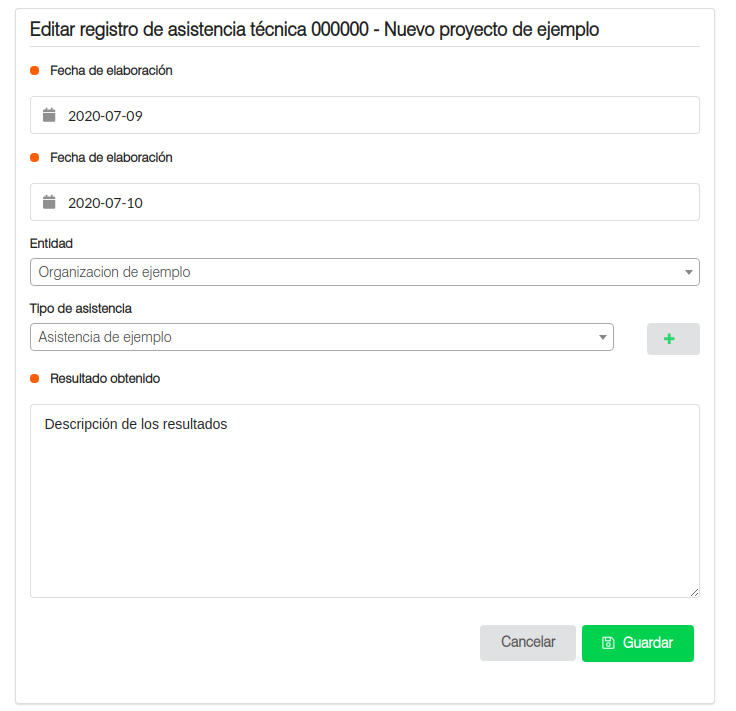 Editar registro de asistencia técnica 000000 - Nuevo proyecto de ejemplo
Fecha de elaboración
2020-07-09
Fecha de elaboración
2020-07-10
Entidad
Organizacion de ejemplo
Tipo de asistencia
Asistencia de ejemplo
Resultado obtenido
Descripción de los resultados
Cancelar
Guardar